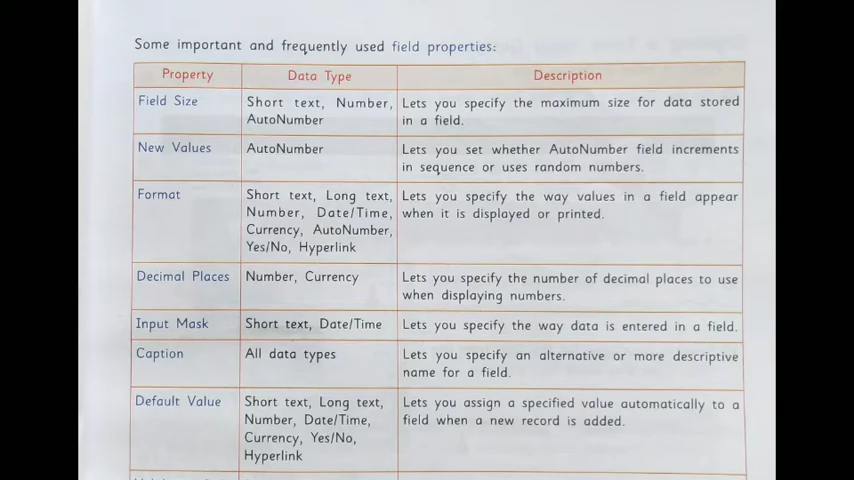 Some important and frequently used field properties:
Property Data Type Description
Field Size Short text, Number, Lets you specify the maximum size for data stored
AutoNumber in a field.
New Values AutoNumber Lets you set whether AutoNumber field increments
in sequence or uses random numbers.
Format Short text, Long text, Lets you specify the way values in a field appear
Number, Date/Time, when it is displayed or printed.
Currency, AutoNumber,
Yes/No, Hyperlink
Decimal Places Number, Currency Lets you specify the number of decimal places to use
when displaying numbers.
Input Mask Short text, Date/Time Lets you specify the way data is entered in a field.
Caption All data types Lets you specify an alternative or more descriptive
name for a field.
Default Value Short text, Long text, Lets you assign a specified value automatically to a
Number, Date/Time, field when a new record is added.
Currency, Yes/No,
Hyperlink